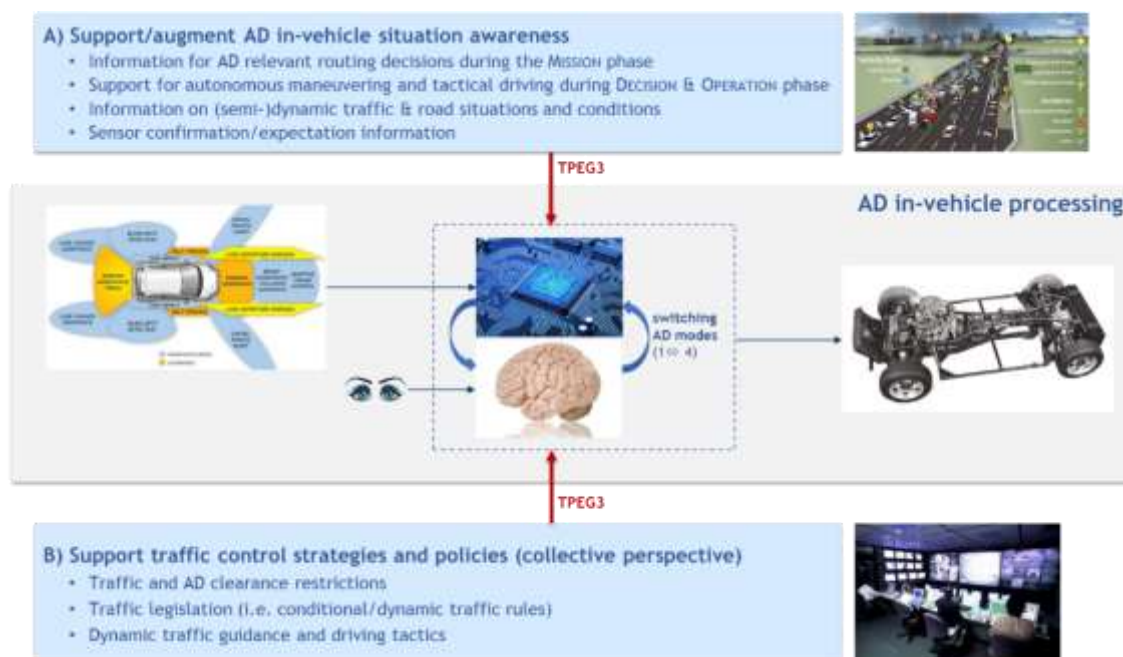 A) Support/augment AD in-vehicle situation awareness
• Information for AD relevant routing decisions during the MISSION phase
• Support for autonomous maneuvering and tactical driving during DECISION & OPERATION phase
• Information on (semi-)dynamic traffic & road situations and conditions
• Sensor confirmation/expectation information
TPEG3
AD in-vehicle processing
switching
AD modes
(1⇔ 4)
TPEG3
B) Support traffic control strategies and policies (collective perspective)
• Traffic and AD clearance restrictions
• Traffic legislation (i.e. conditional/dynamic traffic rules)
• Dynamic traffic guidance and driving tactics